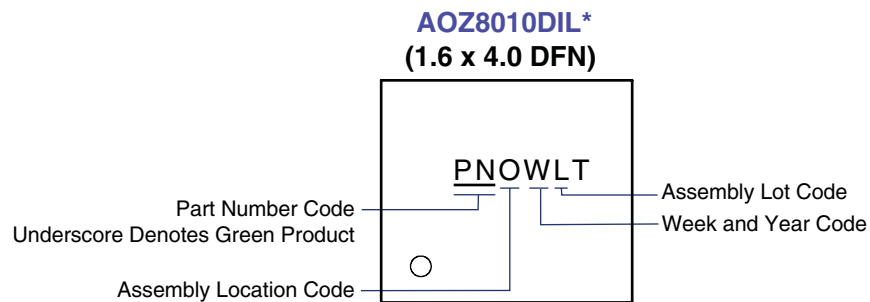 AOZ8010DIL*
(1.6 x 4.0 DFN)
PNOWLT
Part Number Code
Underscore Denotes Green Product
Assembly Location Code
Assembly Lot Code
Week and Year Code